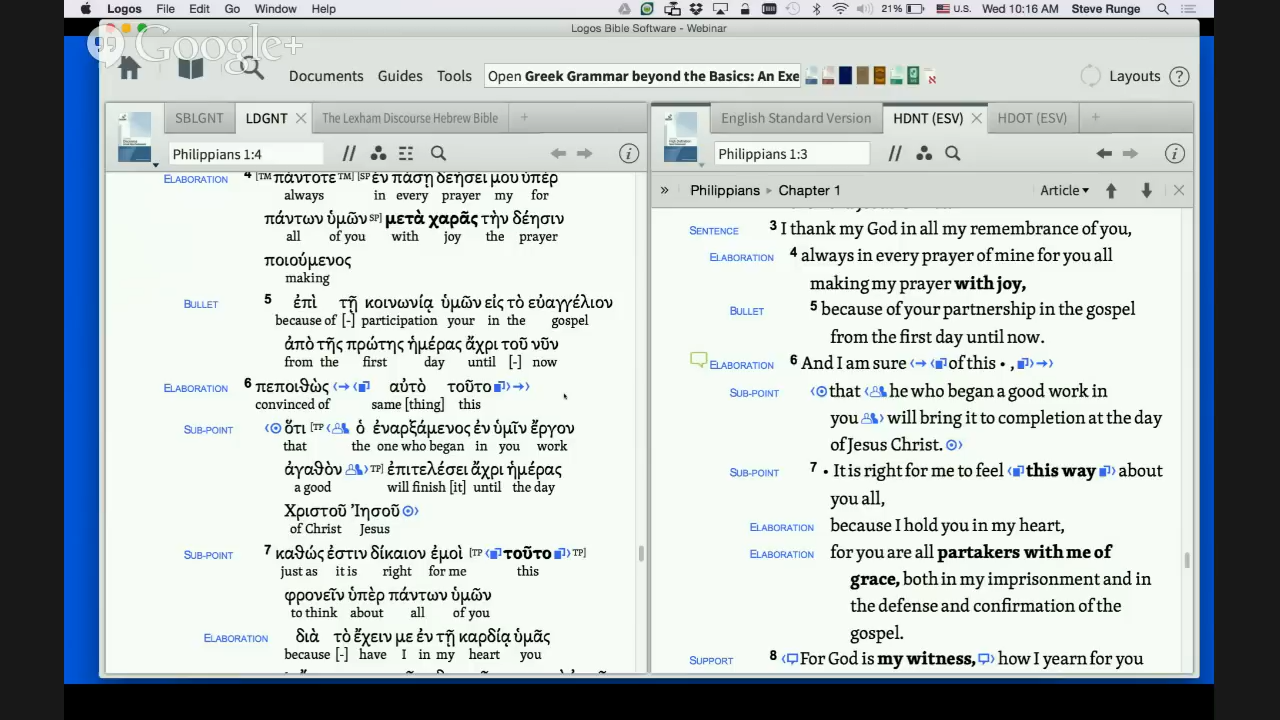 Logos File Edit Go Window Help 21% U.S. Wed 10:16 AM Steve Runge
Logos Bible Software - Webinar
Google+
Documents Guides Tools Open Greek Grammar beyond the Basics: An Exe Layouts ?
SBLGNT LDGNT The Lexham Discourse Hebrew Bible +
Philippians 1:4
ELABORATION 4 [TM πάντοτε TM] [SP ἐν πάσῃ δεήσει μου ὑπὲρ
always in every prayer my for
πάντων ὑμῶν SP] μετὰ χαρᾶς τὴν δέησιν
all of you with joy the prayer
ποιούμενος
making
BULLET 5 ἐπὶ τῇ κοινωνίᾳ ὑμῶν εἰς τὸ εὐαγγέλιον
because of [-] participation your in the gospel
ἀπὸ τῆς πρώτης ἡμέρας ἄχρι τοῦ νῦν
from the first day until [-] now
ELABORATION 6 πεποιθὼς αὐτὸ τοῦτο
convinced of same [thing] this
SUB-POINT ὅτι [TP ὁ ἐναρξάμενος ἐν ὑμῖν ἔργον
that the one who began in you work
ἀγαθὸν TP] ἐπιτελέσει ἄχρι ἡμέρας
a good will finish [it] until the day
Χριστοῦ Ἰησοῦ
of Christ Jesus
SUB-POINT 7 καθώς ἐστιν δίκαιον ἐμοὶ [TP τοῦτο TP]
just as it is right for me this
φρονεῖν ὑπὲρ πάντων ὑμῶν
to think about all of you
ELABORATION διὰ τὸ ἔχειν με ἐν τῇ καρδίᾳ ὑμᾶς
because [-] have I in my heart you
English Standard Version HDNT (ESV) HDOT (ESV) +
Philippians 1:3
» Philippians Chapter 1 Article
SENTENCE 3 I thank my God in all my remembrance of you,
ELABORATION 4 always in every prayer of mine for you all
making my prayer with joy,
BULLET 5 because of your partnership in the gospel
from the first day until now.
ELABORATION 6 And I am sure of this • ,
SUB-POINT that he who began a good work in
you will bring it to completion at the day
of Jesus Christ.
SUB-POINT 7 • It is right for me to feel this way about
you all,
ELABORATION because I hold you in my heart,
ELABORATION for you are all partakers with me of
grace, both in my imprisonment and in
the defense and confirmation of the
gospel.
SUPPORT 8 For God is my witness, how I yearn for you